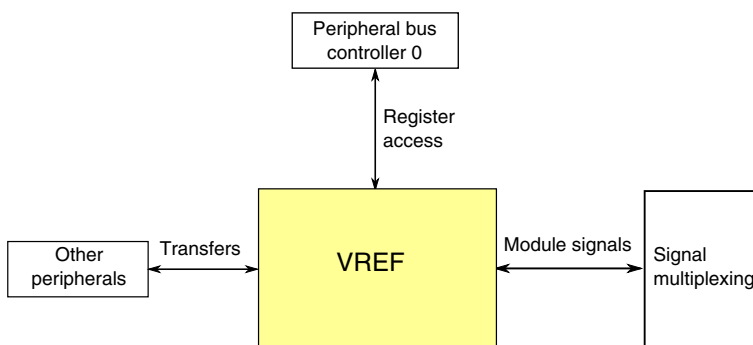 Peripheral bus
controller 0
Register
access
Other
peripherals
Transfers
VREF
Module signals
Signal
multiplexing